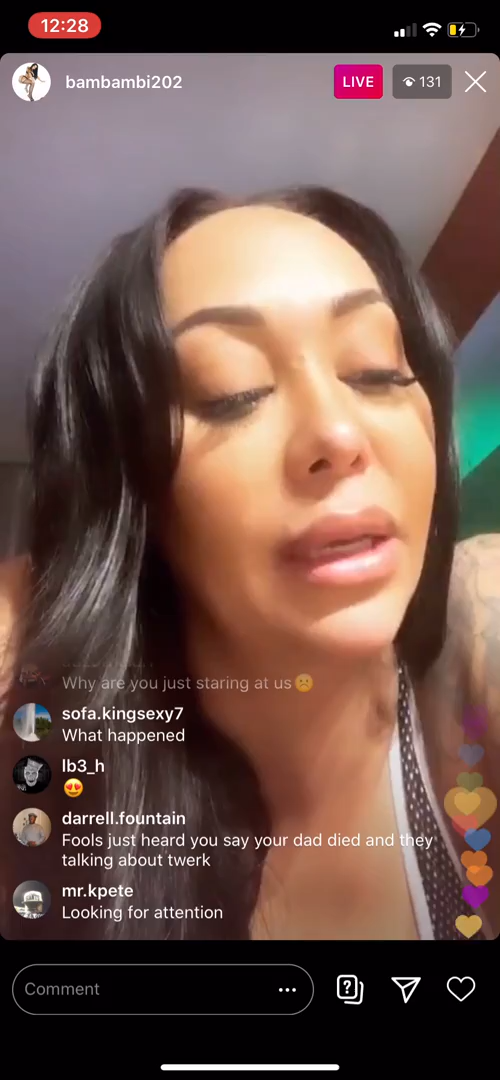 12:28
bambambi202
LIVE
131
Why are you just staring at us☹️
sofa.kingsexy7
What happened
lb3_h
😍
darrell.fountain
Fools just heard you say your dad died and they
talking about twerk
mr.kpete
Looking for attention
Comment